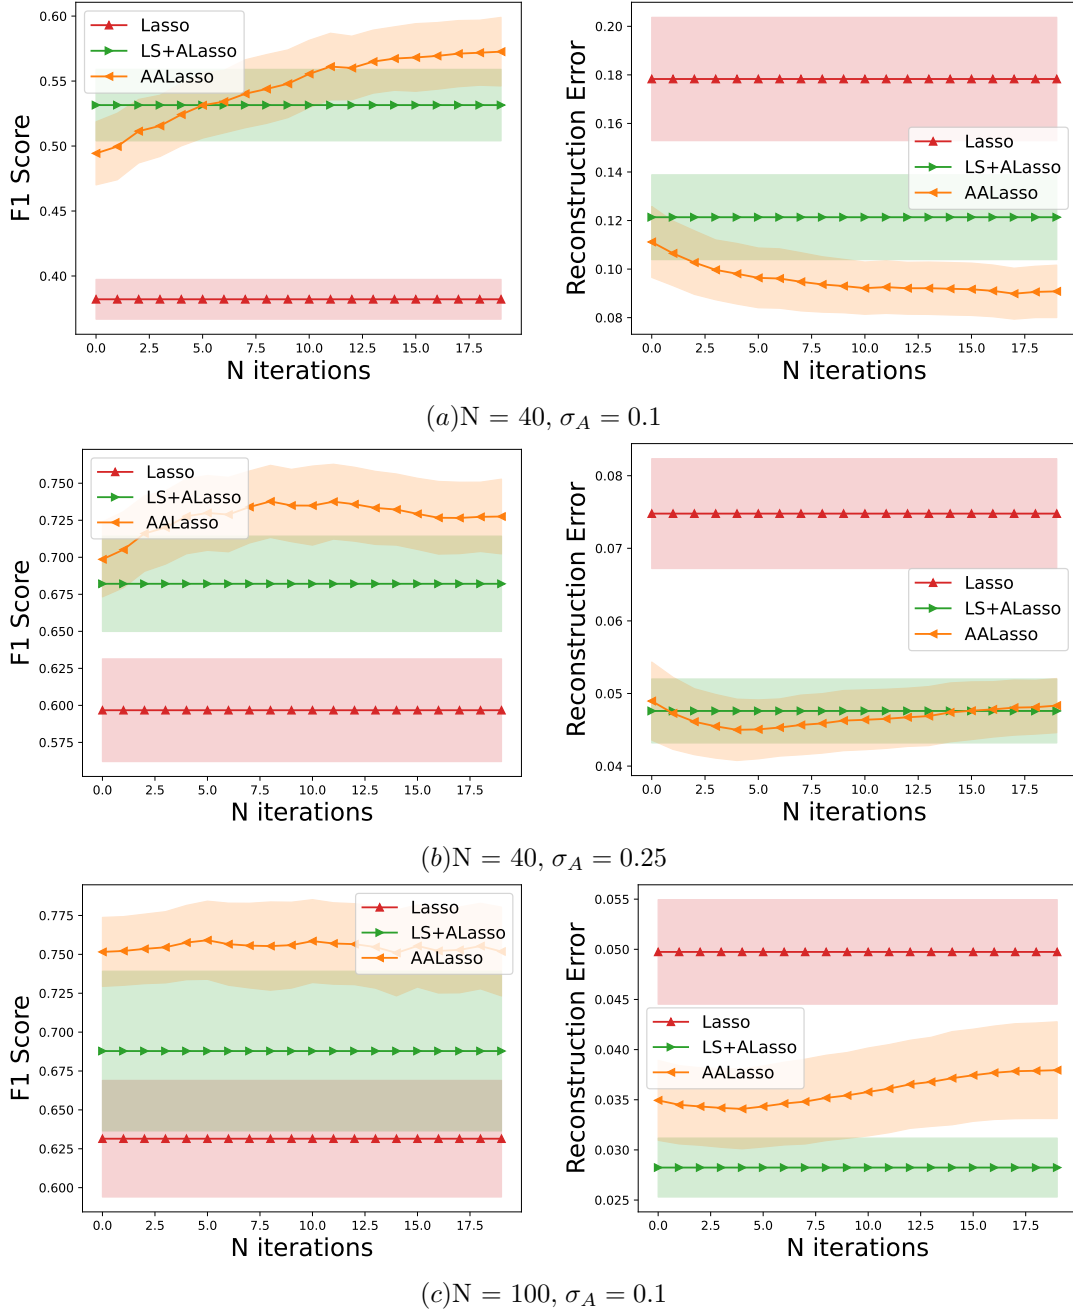 0.60
0.55
0.50
0.45
0.40
F1 Score
Lasso
LS+ALasso
AALasso
0.0 2.5 5.0 7.5 10.0 12.5 15.0 17.5
N iterations
0.20
0.18
0.16
0.14
0.12
0.10
0.08
Reconstruction Error
Lasso
LS+ALasso
AALasso
0.0 2.5 5.0 7.5 10.0 12.5 15.0 17.5
N iterations
(a)N = 40, σ_A = 0.1
0.750
0.725
0.700
0.675
0.650
0.625
0.600
0.575
F1 Score
Lasso
LS+ALasso
AALasso
0.0 2.5 5.0 7.5 10.0 12.5 15.0 17.5
N iterations
0.08
0.07
0.06
0.05
0.04
Reconstruction Error
Lasso
LS+ALasso
AALasso
0.0 2.5 5.0 7.5 10.0 12.5 15.0 17.5
N iterations
(b)N = 40, σ_A = 0.25
0.775
0.750
0.725
0.700
0.675
0.650
0.625
0.600
F1 Score
Lasso
LS+ALasso
AALasso
0.0 2.5 5.0 7.5 10.0 12.5 15.0 17.5
N iterations
0.055
0.050
0.045
0.040
0.035
0.030
0.025
Reconstruction Error
Lasso
LS+ALasso
AALasso
0.0 2.5 5.0 7.5 10.0 12.5 15.0 17.5
N iterations
(c)N = 100, σ_A = 0.1